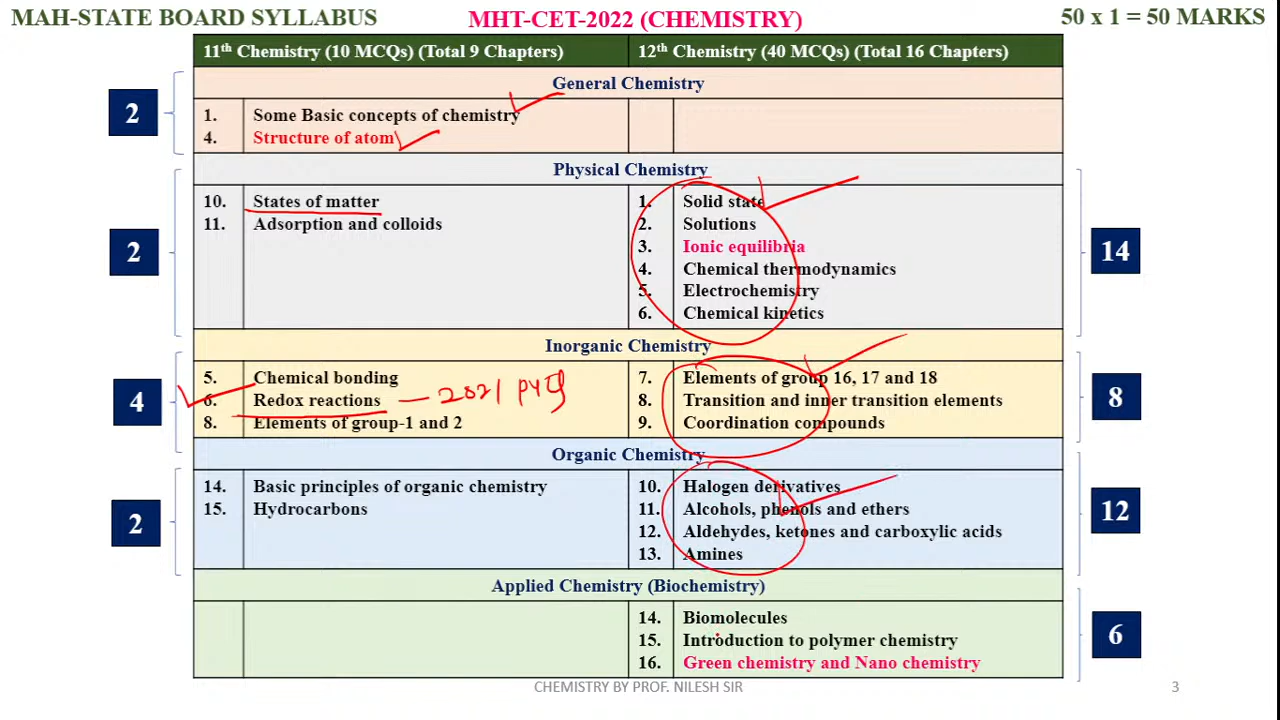 MAH-STATE BOARD SYLLABUS MHT-CET-2022 (CHEMISTRY) 50 x 1 = 50 MARKS
11th Chemistry (10 MCQs) (Total 9 Chapters) 12th Chemistry (40 MCQs) (Total 16 Chapters)
General Chemistry
2
1. Some Basic concepts of chemistry
4. Structure of atom
Physical Chemistry
10. States of matter 1. Solid state
11. Adsorption and colloids 2. Solutions
3. Ionic equilibria
2 14
4. Chemical thermodynamics
5. Electrochemistry
6. Chemical kinetics
Inorganic Chemistry
5. Chemical bonding 7. Elements of group 16, 17 and 18
4 6. Redox reactions — 2021 PYQ 8. Transition and inner transition elements 8
8. Elements of group-1 and 2 9. Coordination compounds
Organic Chemistry
14. Basic principles of organic chemistry 10. Halogen derivatives
15. Hydrocarbons 11. Alcohols, phenols and ethers
2 12
12. Aldehydes, ketones and carboxylic acids
13. Amines
Applied Chemistry (Biochemistry)
14. Biomolecules
15. Introduction to polymer chemistry 6
16. Green chemistry and Nano chemistry
CHEMISTRY BY PROF. NILESH SIR 3